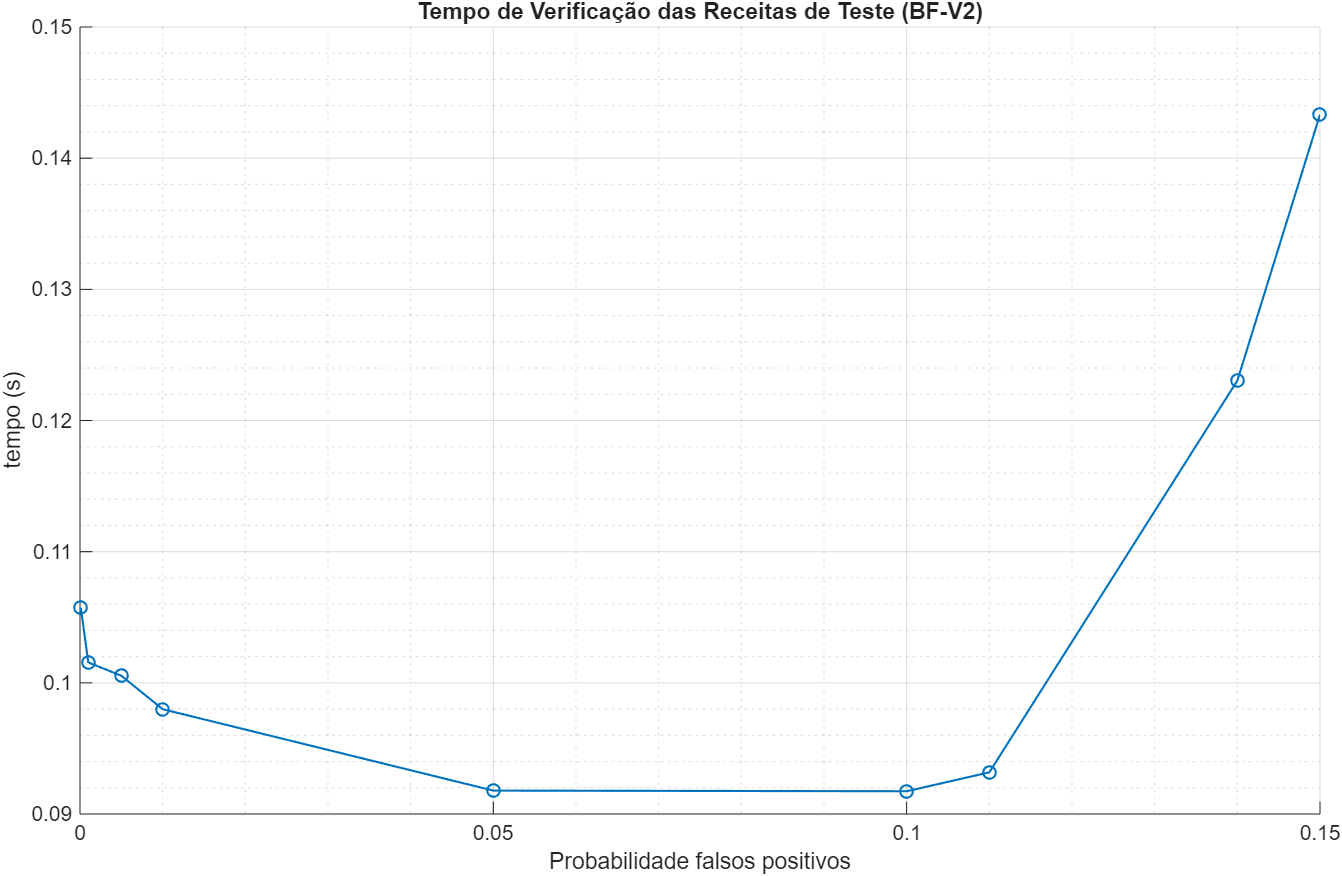 Tempo de Verificação das Receitas de Teste (BF-V2)
0.15
0.14
0.13
0.12
0.11
0.1
0.09
tempo (s)
0 0.05 0.1 0.15
Probabilidade falsos positivos